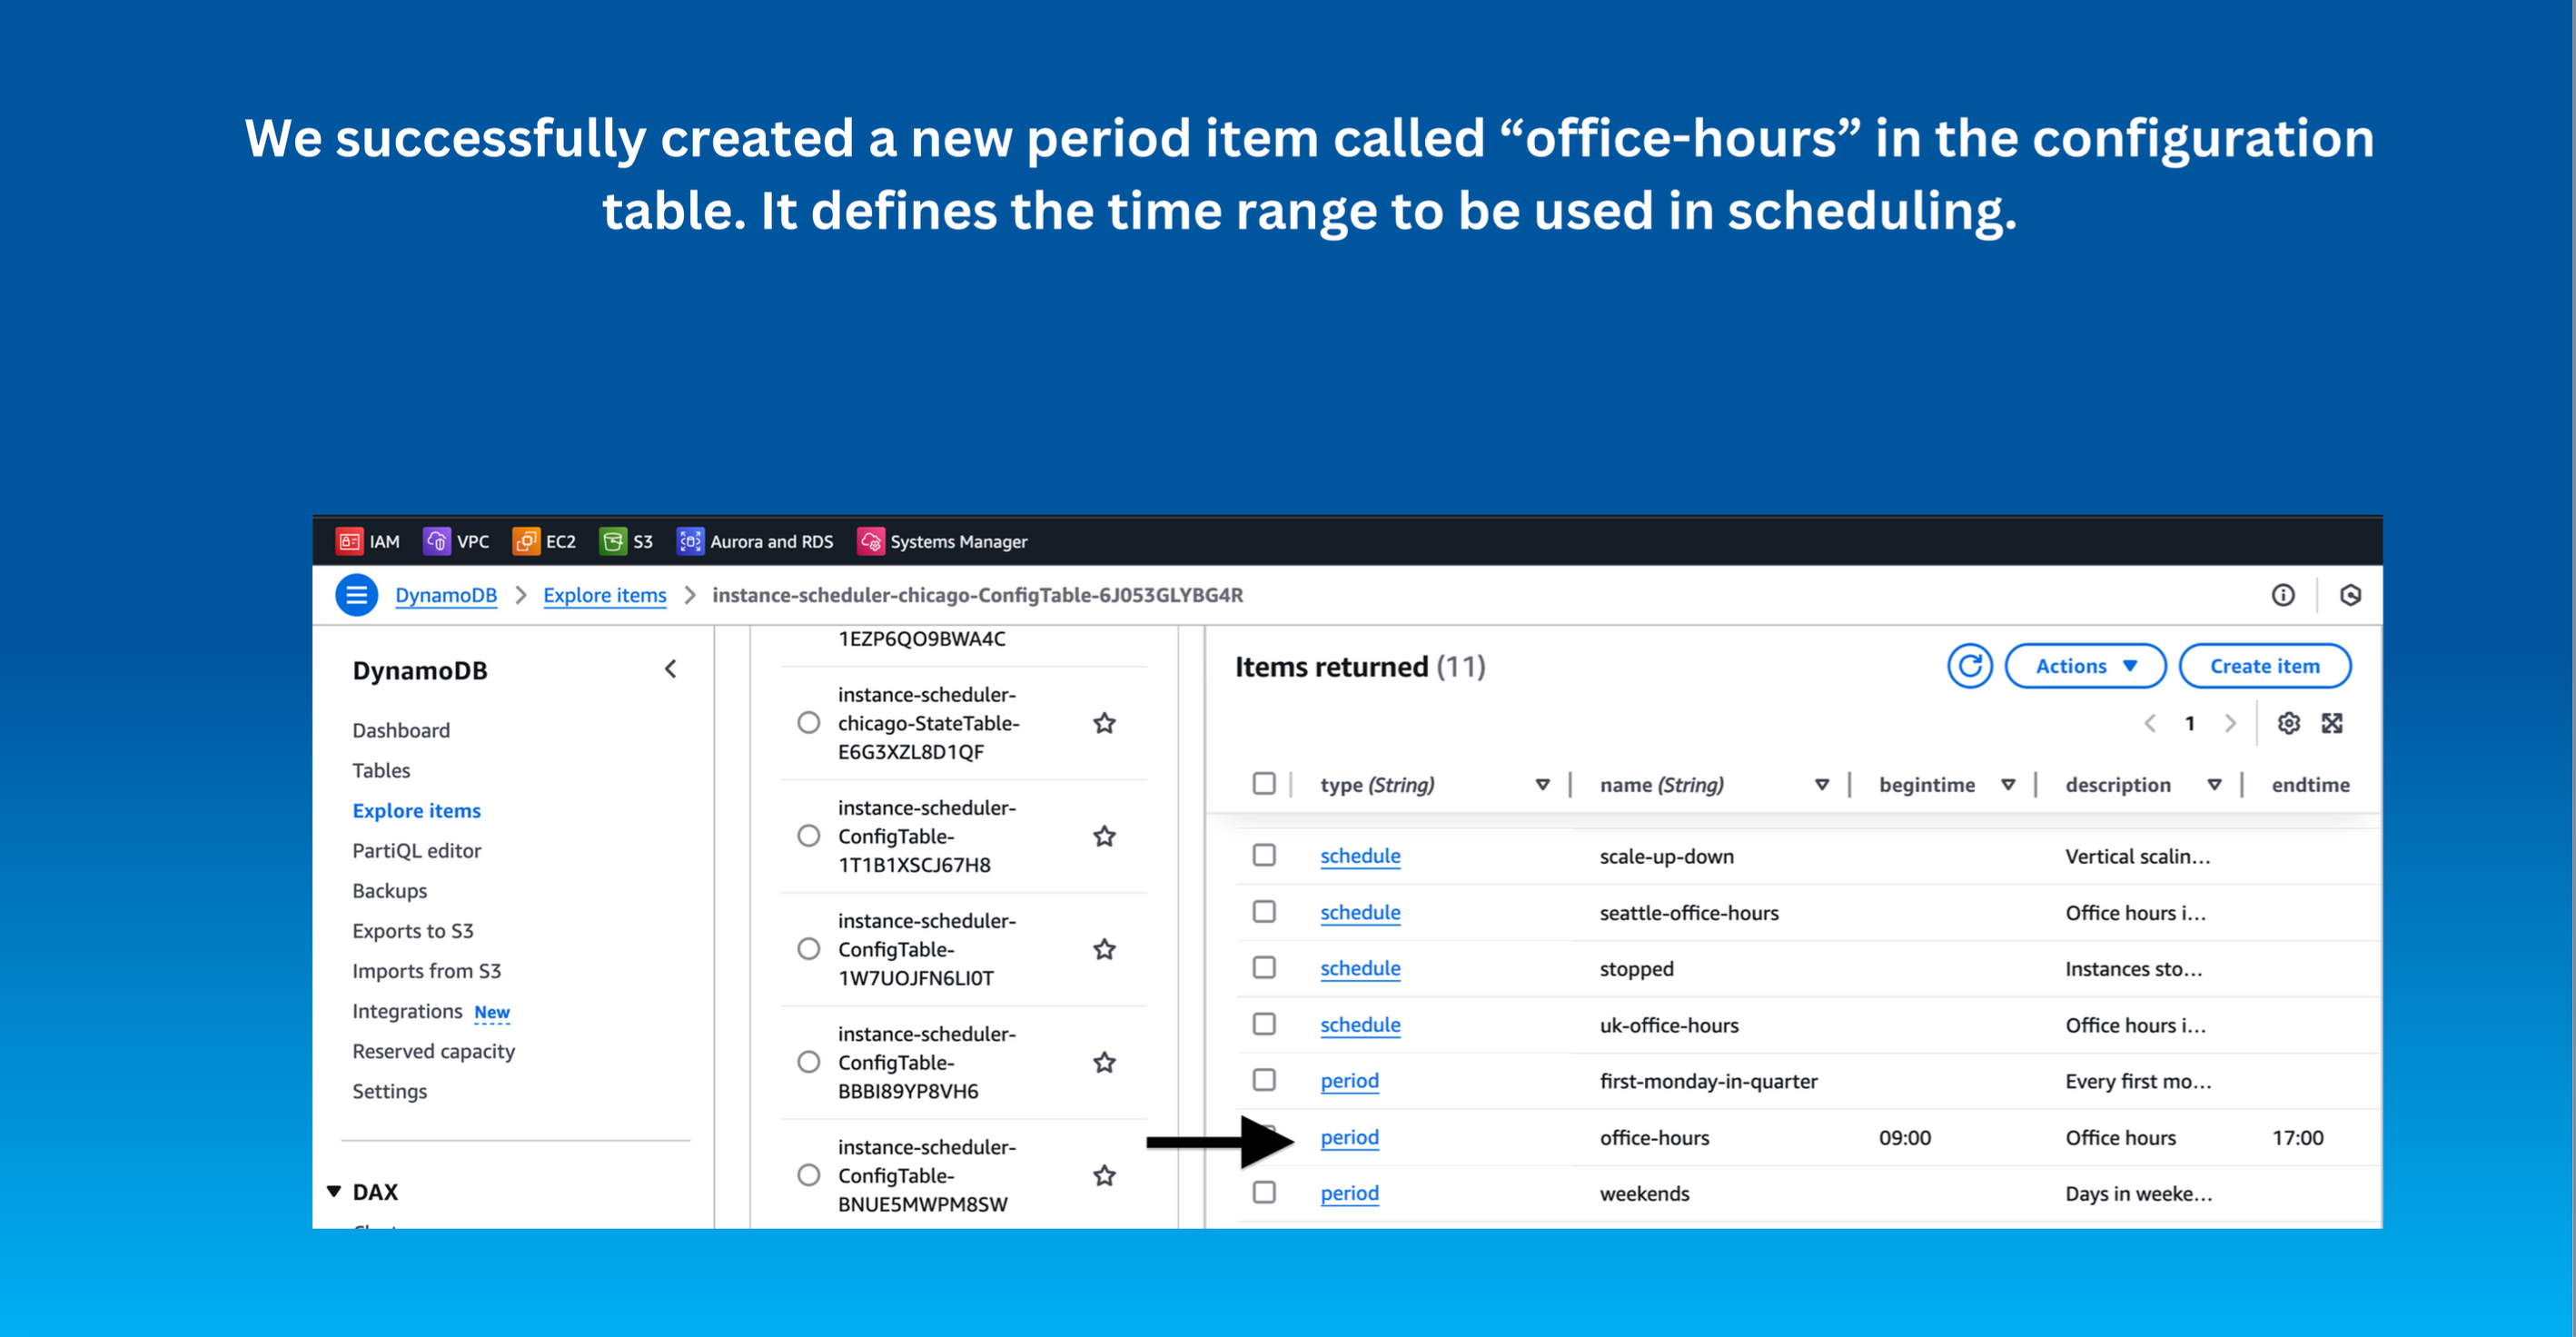 We successfully created a new period item called “office-hours” in the configuration
table. It defines the time range to be used in scheduling.
IAM VPC EC2 S3 Aurora and RDS Systems Manager
DynamoDB > Explore items > instance-scheduler-chicago-ConfigTable-6J053GLYBG4R
DynamoDB
Dashboard
Tables
Explore items
PartiQL editor
Backups
Exports to S3
Imports from S3
Integrations New
Reserved capacity
Settings
DAX
1EZP6QO9BWA4C
instance-scheduler-
chicago-StateTable-
E6G3XZL8D1QF
instance-scheduler-
ConfigTable-
1T1B1XSCJ67H8
instance-scheduler-
ConfigTable-
1W7UOJFN6LI0T
instance-scheduler-
ConfigTable-
BBBI89YP8VH6
instance-scheduler-
ConfigTable-
BNUE5MWPM8SW
Items returned (11)
Actions
Create item
1
type (String) name (String) begintime description endtime
schedule scale-up-down Vertical scalin...
schedule seattle-office-hours Office hours i...
schedule stopped Instances sto...
schedule uk-office-hours Office hours i...
period first-monday-in-quarter Every first mo...
period office-hours 09:00 Office hours 17:00
period weekends Days in weeke...